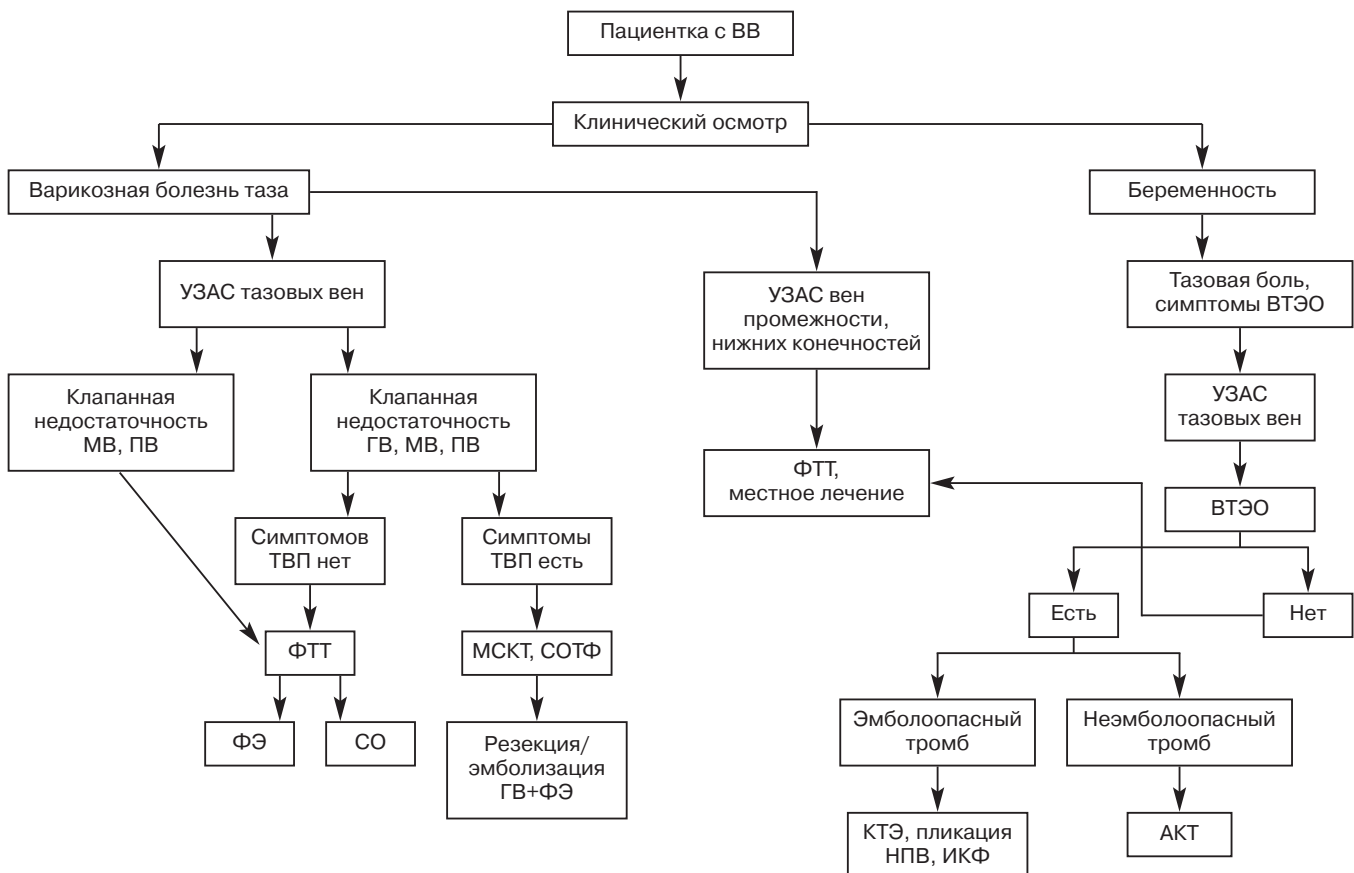 Пациентка с ВВ
Клинический осмотр
Варикозная болезнь таза
Беременность
УЗАС тазовых вен
УЗАС вен
промежности,
нижних конечностей
Тазовая боль,
симптомы ВТЭО
Клапанная
недостаточность
МВ, ПВ
Клапанная
недостаточность
ГВ, МВ, ПВ
УЗАС
тазовых вен
ФТТ,
местное лечение
ВТЭО
Симптомов
ТВП нет
Симптомы
ТВП есть
Есть
Нет
ФТТ
МСКТ, СОТФ
Эмболоопасный
тромб
Неэмболоопасный
тромб
ФЭ
СО
Резекция/
эмболизация
ГВ+ФЭ
КТЭ, пликация
НПВ, ИКФ
АКТ